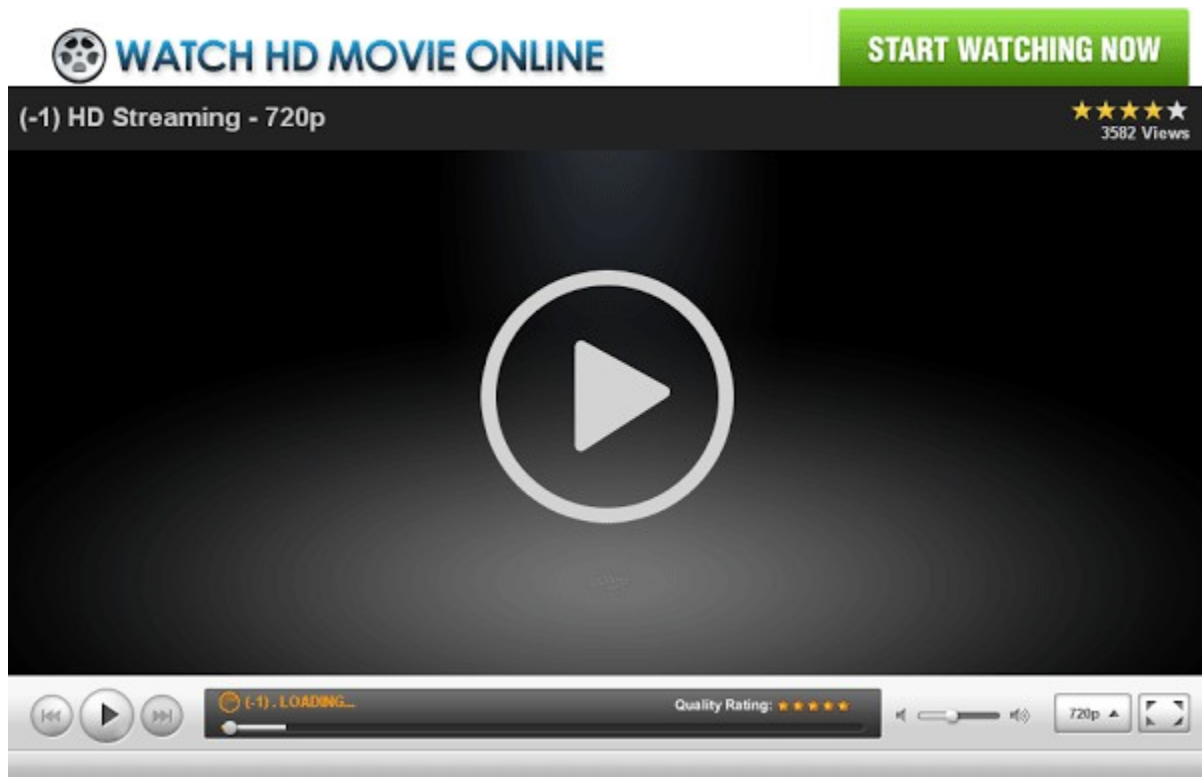 WATCH HD MOVIE ONLINE
START WATCHING NOW
(-1) HD Streaming - 720p
3582 Views
(-1) . LOADING...
Quality Rating:
720p